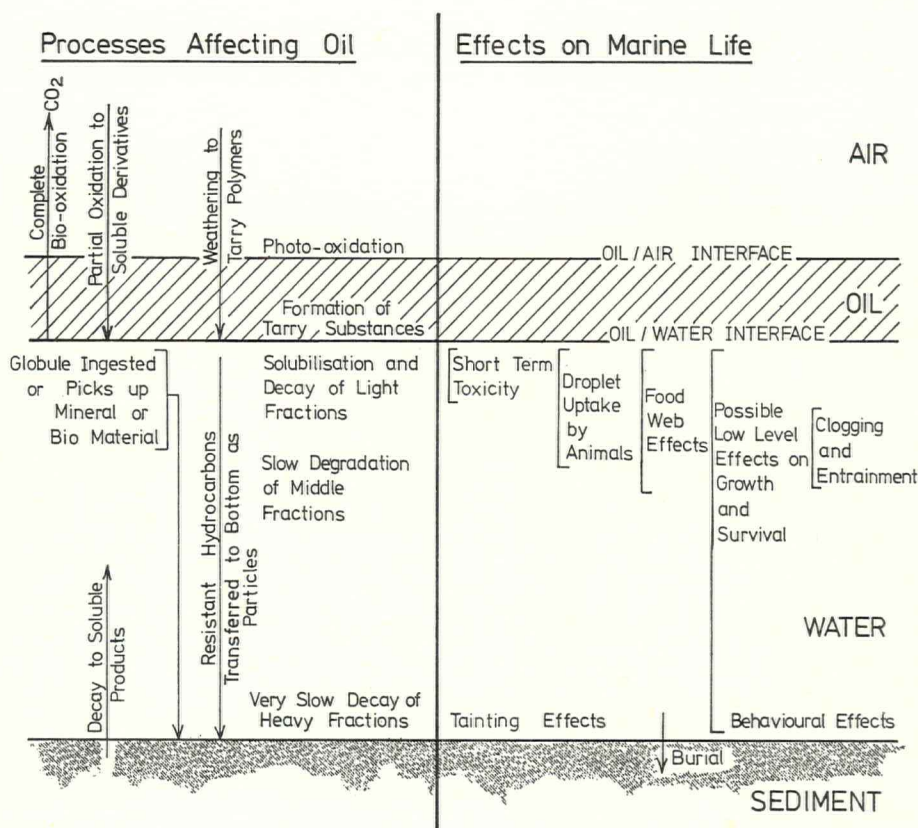 Processes Affecting Oil
Complete
Bio-oxidation
CO2
Partial Oxidation to
Soluble Derivatives
Weathering to
Tarry Polymers
Photo-oxidation
Formation of
Tarry Substances
Globule Ingested
or Picks up
Mineral or
Bio Material
Resistant Hydrocarbons
Transferred to Bottom as
Particles
Solubilisation and
Decay of Light
Fractions
Slow Degradation
of Middle
Fractions
Decay to Soluble
Products
Very Slow Decay of
Heavy Fractions
Effects on Marine Life
AIR
OIL/AIR INTERFACE
OIL
OIL/WATER INTERFACE
Short Term
Toxicity
Droplet
Uptake
by
Animals
Food
Web
Effects
Possible
Low Level
Effects on
Growth
and
Survival
Clogging
and
Entrainment
WATER
Tainting Effects
Behavioural Effects
Burial
SEDIMENT